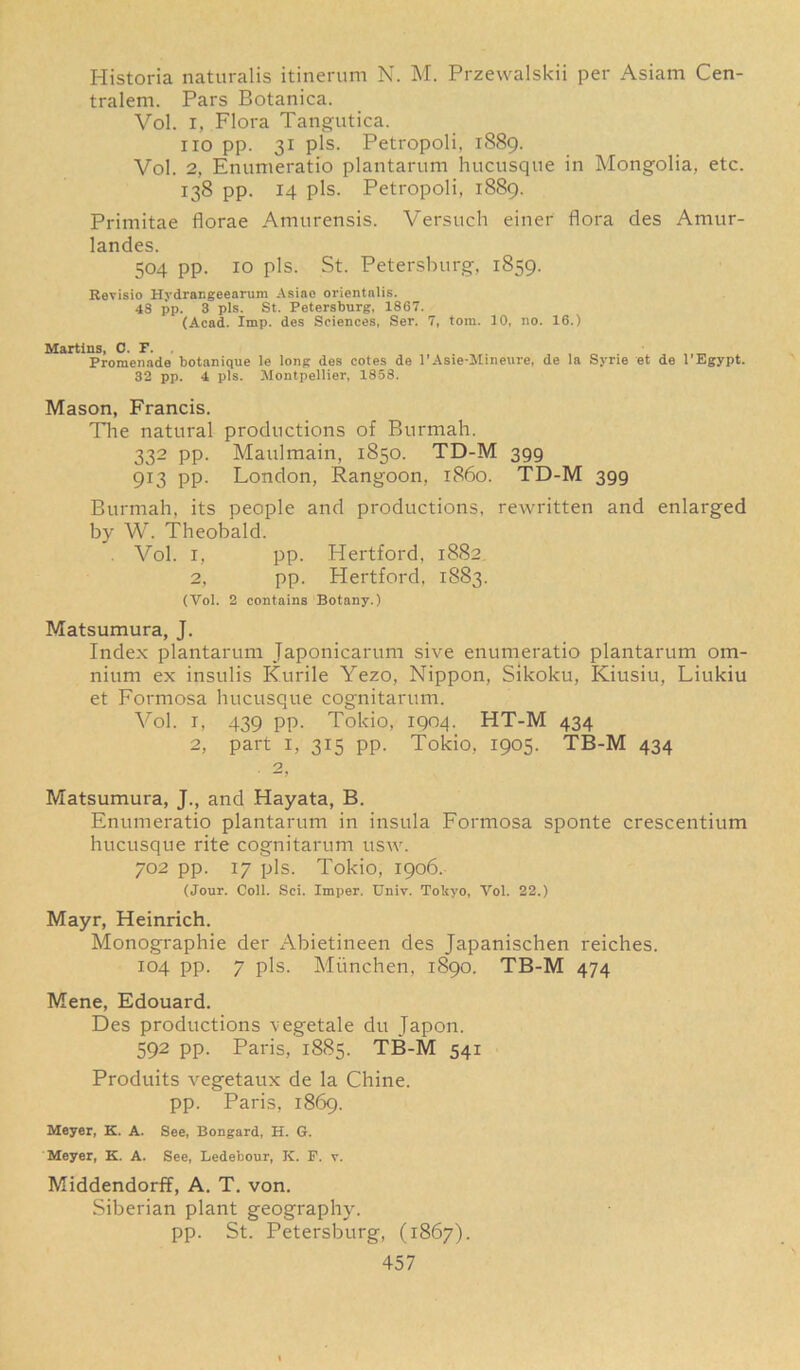 Historia naturalis itinerum N. M. Przewalskii per Asiam Cen-
tralem. Pars Botanica.
Vol. 1, Flora Tangutica.
110 pp. 31 pls. Petropoli, 1889.
Vol. 2, Enumeratio plantarum hucusque in Mongolia, etc.
138 pp. 14 pls. Petropoli, 1889.
Primitae florae Amurensis. Versuch einer flora des Amur-
landes.
504 pp. 10 pls. St. Petersburg, 1859.
Revisio Hydrangeearum Asiae orientalis.
48 pp. 3 pls. St. Petersburg, 1867.
(Acad. Imp. des Sciences, Ser. 7, tom. 10, no. 16.)
Martins, C. F.
Promenade botanique le long des cotes de l'Asie-Mineure, de la Syrie et de l'Egypt.
32 pp. 4 pls. Montpellier, 1858.
Mason, Francis.
The natural productions of Burmah.
332 pp. Maulmain, 1850. TD-M 399
913 pp. London, Rangoon, 1860. TD-M 399
Burmah, its people and productions, rewritten and enlarged
by W. Theobald.
Vol. 1, pp. Hertford, 1882
2, pp. Hertford, 1883.
(Vol. 2 contains Botany.)
Matsumura, J.
Index plantarum Japonicarum sive enumeratio plantarum om-
nium ex insulis Kurile Yezo, Nippon, Sikoku, Kiusiu, Liukiu
et Formosa hucusque cognitarum.
Vol. 1, 439 pp. Tokio, 1904. HT-M 434
2, part 1, 315 pp. Tokio, 1905. TB-M 434
2,
Matsumura, J., and Hayata, B.
Enumeratio plantarum in insula Formosa sponte crescentium
hucusque rite cognitarum usw.
702 pp. 17 pls. Tokio, 1906.
(Jour. Coll. Sci. Imper. Univ. Tokyo, Vol. 22.)
Mayr, Heinrich.
Monographie der Abietineen des Japanischen reiches.
104 pp. 7 pls. München, 1890. TB-M 474
Mene, Edouard.
Des productions vegetale du Japon.
592 pp. Paris, 1885. TB-M 541
Produits vegetaux de la Chine.
pp. Paris, 1869.
Meyer, K. A. See, Bongard, H. G.
Meyer, K. A. See, Ledebour, K. F. v.
Middendorff, A. T. von.
Siberian plant geography.
pp. St. Petersburg, (1867).
457